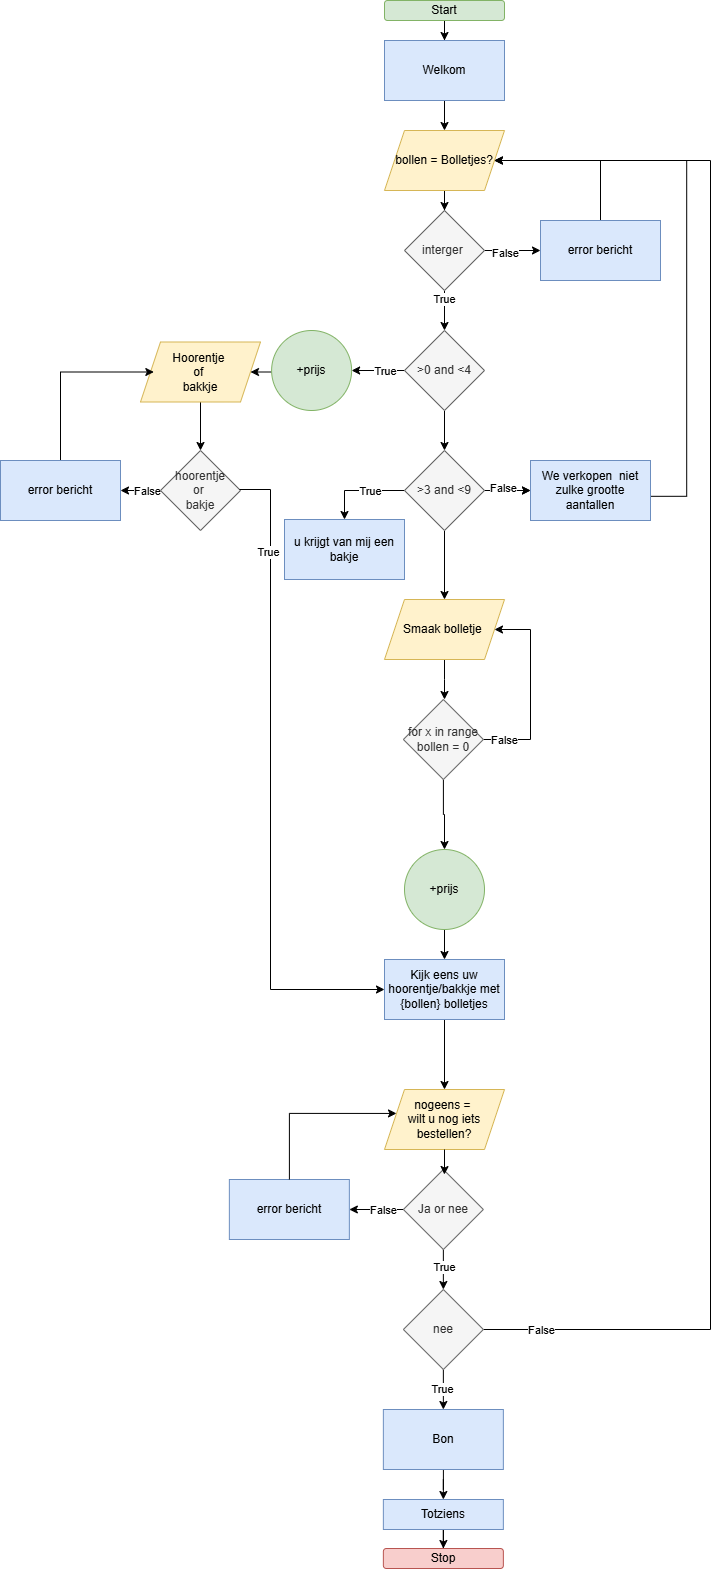 Start
Welkom
bollen = Bolletjes?
interger
False
error bericht
True
Hoorentje
of
bakkje
+prijs
True
>0 and <4
error bericht
False
hoorentje
or
bakje
True
True
>3 and <9
False
We verkopen  niet
zulke grootte
aantallen
u krijgt van mij een
bakje
Smaak bolletje
for x in range
bollen = 0
False
+prijs
Kijk eens uw
hoorentje/bakkje met
{bollen} bolletjes
nogeens =
wilt u nog iets
bestellen?
error bericht
False
Ja or nee
True
nee
False
True
Bon
Totziens
Stop